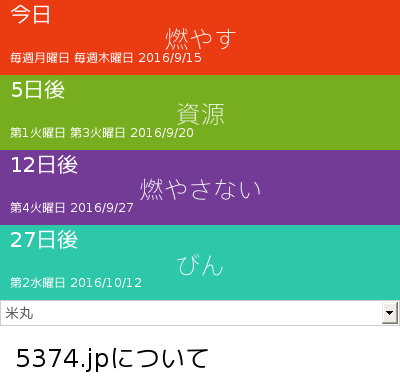 今日
燃やす
毎週月曜日 毎週木曜日 2016/9/15
5日後
資源
第1火曜日 第3火曜日 2016/9/20
12日後
燃やさない
第4火曜日 2016/9/27
27日後
びん
第2水曜日 2016/10/12
米丸
5374.jpについて